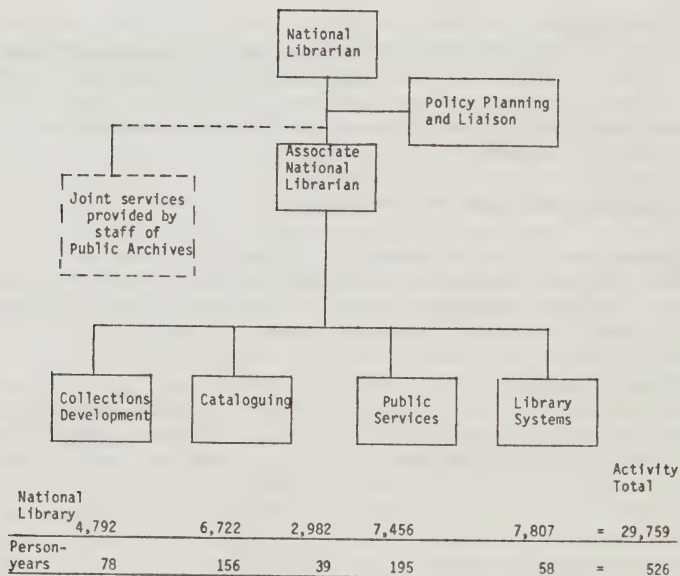 National
Librarian
Policy Planning
and Liaison
Associate
National
Librarian
Joint services
provided by
staff of
Public Archives
Collections
Development
Cataloguing
Public
Services
Library
Systems
Activity
Total
National
Library
4,792 6,722 2,982 7,456 7,807 = 29,759
Person-
years 78 156 39 195 58 = 526